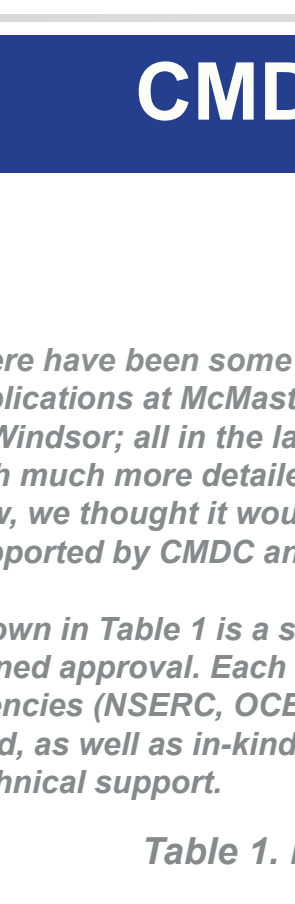 CMD
ere have been some
plications at McMast
Windsor; all in the la
h much more detaile
w, we thought it wou
pported by CMDC an
own in Table 1 is a s
ned approval. Each
encies (NSERC, OCE
d, as well as in-kind
hnical support.
Table 1.